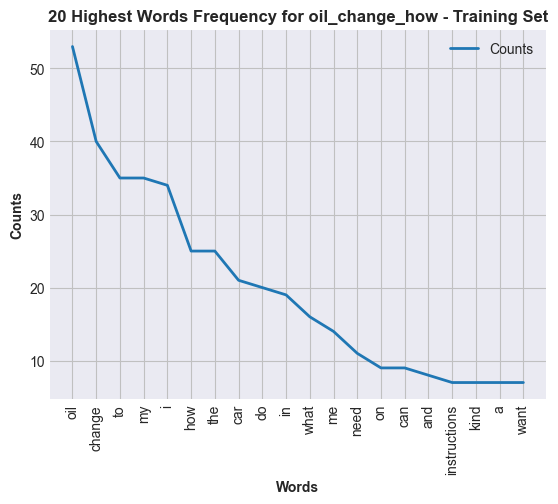 20 Highest Words Frequency for oil_change_how - Training Set
Counts
50
40
30
20
10
Counts
oil
change
to
my
i
how
the
car
do
in
what
me
need
on
can
and
instructions
kind
a
want
Words